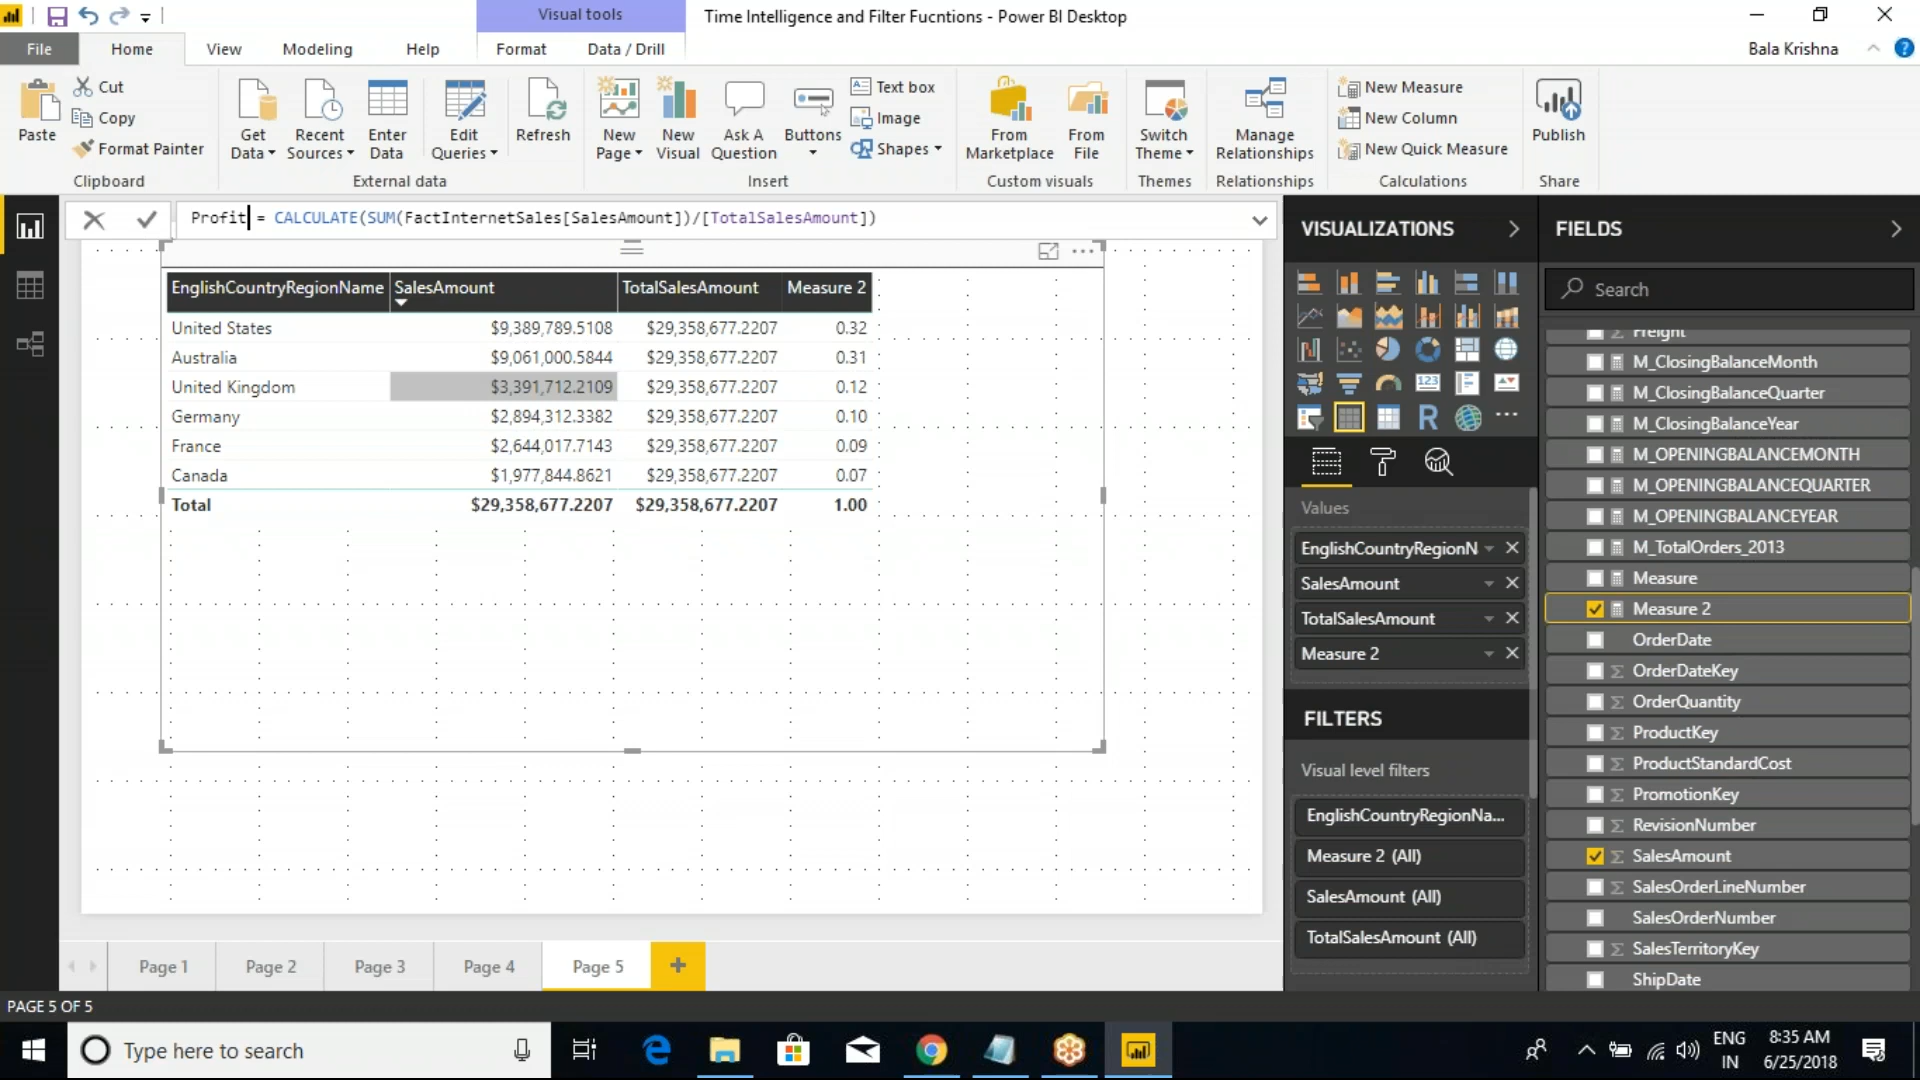 Visual tools
Time Intelligence and Filter Fucntions - Power BI Desktop
File
Home
View
Modeling
Help
Format
Data / Drill
Bala Krishna
?
Paste
Cut
Copy
Format Painter
Clipboard
Get Data
Recent Sources
Enter Data
Edit Queries
Refresh
External data
New Page
New Visual
Ask A Question
Buttons
Text box
Image
Shapes
Insert
From Marketplace
From File
Custom visuals
Switch Theme
Themes
Manage Relationships
Relationships
New Measure
New Column
New Quick Measure
Calculations
Publish
Share
Profit = CALCULATE(SUM(FactInternetSales[SalesAmount])/[TotalSalesAmount])
EnglishCountryRegionName SalesAmount TotalSalesAmount Measure 2
United States $9,389,789.5108 $29,358,677.2207 0.32
Australia $9,061,000.5844 $29,358,677.2207 0.31
United Kingdom $3,391,712.2109 $29,358,677.2207 0.12
Germany $2,894,312.3382 $29,358,677.2207 0.10
France $2,644,017.7143 $29,358,677.2207 0.09
Canada $1,977,844.8621 $29,358,677.2207 0.07
Total $29,358,677.2207 $29,358,677.2207 1.00
VISUALIZATIONS
123
R
Values
EnglishCountryRegionN
SalesAmount
TotalSalesAmount
Measure 2
FILTERS
Visual level filters
EnglishCountryRegionNa...
Measure 2 (All)
SalesAmount (All)
TotalSalesAmount (All)
FIELDS
Search
Freight
M_ClosingBalanceMonth
M_ClosingBalanceQuarter
M_ClosingBalanceYear
M_OPENINGBALANCEMONTH
M_OPENINGBALANCEQUARTER
M_OPENINGBALANCEYEAR
M_TotalOrders_2013
Measure
Measure 2
OrderDate
OrderDateKey
OrderQuantity
ProductKey
ProductStandardCost
PromotionKey
RevisionNumber
SalesAmount
SalesOrderLineNumber
SalesOrderNumber
SalesTerritoryKey
ShipDate
Page 1
Page 2
Page 3
Page 4
Page 5
+
PAGE 5 OF 5
Type here to search
ENG
IN
8:35 AM
6/25/2018